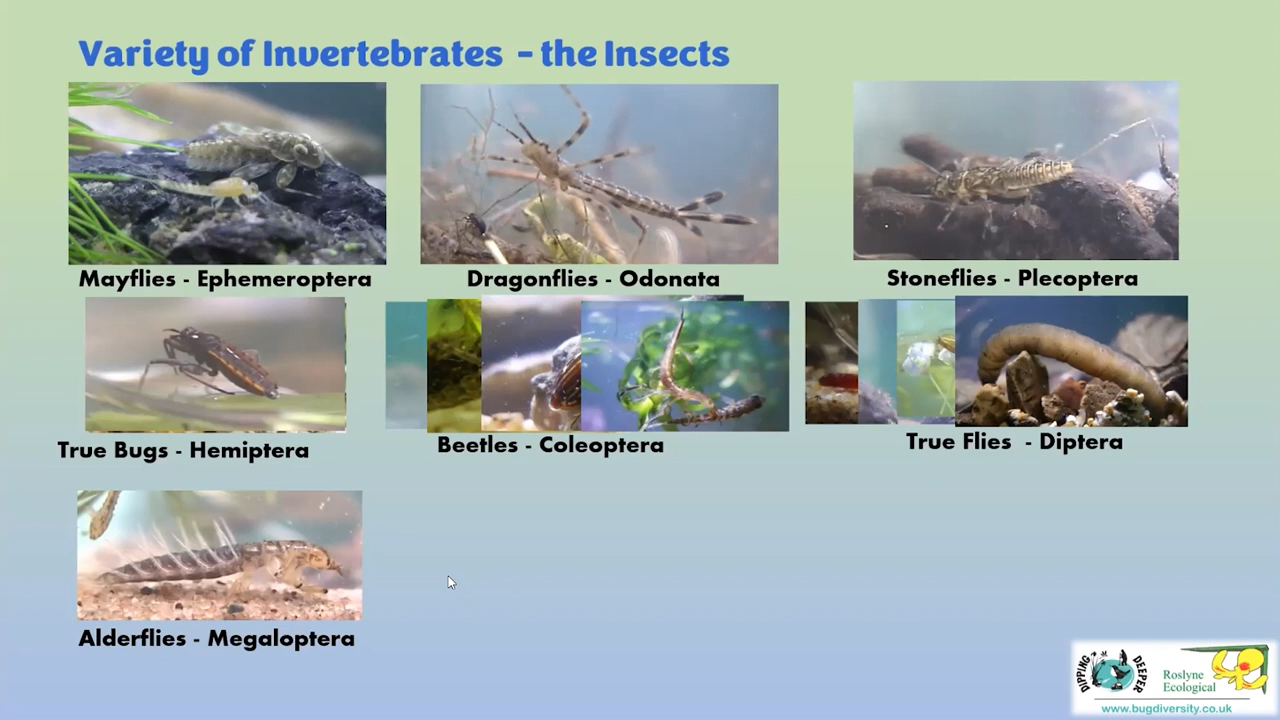 Variety of Invertebrates - the Insects
Mayflies - Ephemeroptera
Dragonflies - Odonata
Stoneflies - Plecoptera
True Bugs - Hemiptera
Beetles - Coleoptera
True Flies - Diptera
Alderflies - Megaloptera
DIPPING DEEPER
Roslyne
Ecological
www.bugdiversity.co.uk